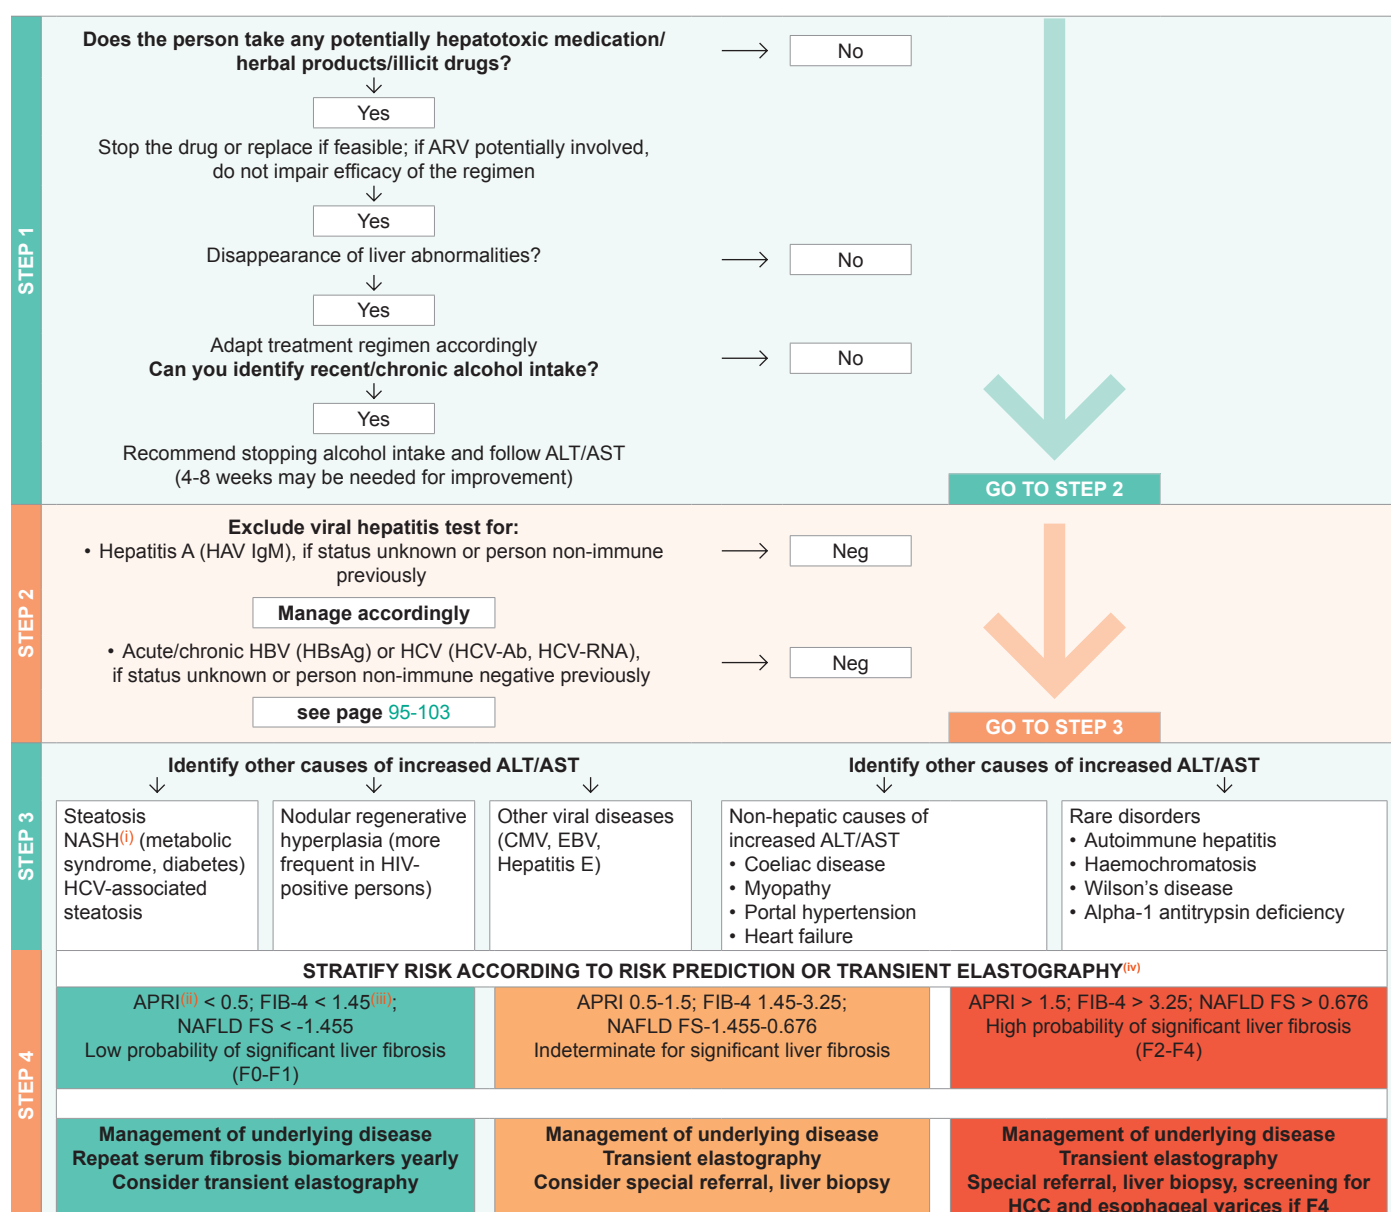 STEP 1
Does the person take any potentially hepatotoxic medication/
herbal products/illicit drugs?
No
Yes
Stop the drug or replace if feasible; if ARV potentially involved,
do not impair efficacy of the regimen
Yes
Disappearance of liver abnormalities?
No
Yes
Adapt treatment regimen accordingly
Can you identify recent/chronic alcohol intake?
No
Yes
Recommend stopping alcohol intake and follow ALT/AST
(4-8 weeks may be needed for improvement)
GO TO STEP 2
STEP 2
Exclude viral hepatitis test for:
• Hepatitis A (HAV IgM), if status unknown or person non-immune
previously
Neg
Manage accordingly
• Acute/chronic HBV (HBsAg) or HCV (HCV-Ab, HCV-RNA),
if status unknown or person non-immune negative previously
Neg
see page 95-103
GO TO STEP 3
STEP 3
Identify other causes of increased ALT/AST
Steatosis
NASH(i) (metabolic
syndrome, diabetes)
HCV-associated
steatosis
Nodular regenerative
hyperplasia (more
frequent in HIV-
positive persons)
Other viral diseases
(CMV, EBV,
Hepatitis E)
Identify other causes of increased ALT/AST
Non-hepatic causes of
increased ALT/AST
• Coeliac disease
• Myopathy
• Portal hypertension
• Heart failure
Rare disorders
• Autoimmune hepatitis
• Haemochromatosis
• Wilson's disease
• Alpha-1 antitrypsin deficiency
STEP 4
STRATIFY RISK ACCORDING TO RISK PREDICTION OR TRANSIENT ELASTOGRAPHY(iv)
APRI(ii) < 0.5; FIB-4 < 1.45(iii);
NAFLD FS < -1.455
Low probability of significant liver fibrosis
(F0-F1)
APRI 0.5-1.5; FIB-4 1.45-3.25;
NAFLD FS-1.455-0.676
Indeterminate for significant liver fibrosis
APRI > 1.5; FIB-4 > 3.25; NAFLD FS > 0.676
High probability of significant liver fibrosis
(F2-F4)
Management of underlying disease
Repeat serum fibrosis biomarkers yearly
Consider transient elastography
Management of underlying disease
Transient elastography
Consider special referral, liver biopsy
Management of underlying disease
Transient elastography
Special referral, liver biopsy, screening for
HCC and esophageal varices if F4